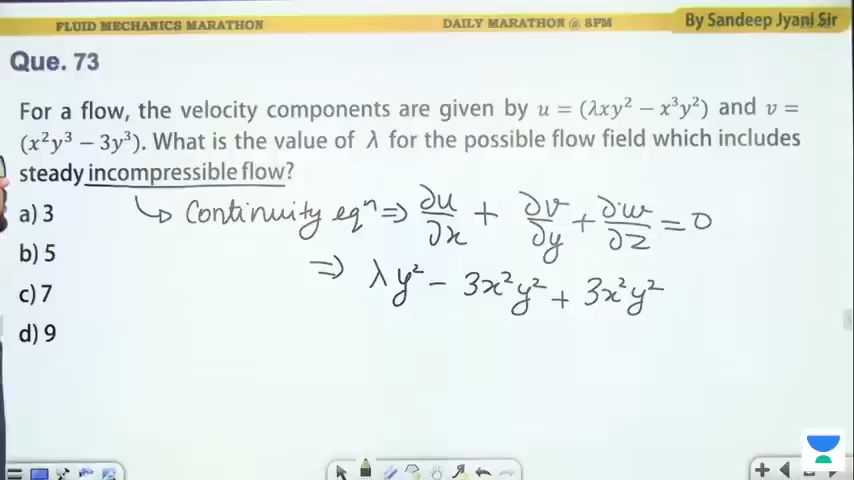 FLUID MECHANICS MARATHON DAILY MARATHON @ 8PM By Sandeep Jyani Sir
Que. 73
For a flow, the velocity components are given by u = (λxy² − x³y²) and v =
(x²y³ − 3y³). What is the value of λ for the possible flow field which includes
steady incompressible flow?
a) 3
b) 5
c) 7
d) 9
Continuity eqⁿ ⇒ ∂u/∂x + ∂v/∂y + ∂w/∂z = 0
⇒ λy² − 3x²y² + 3x²y²